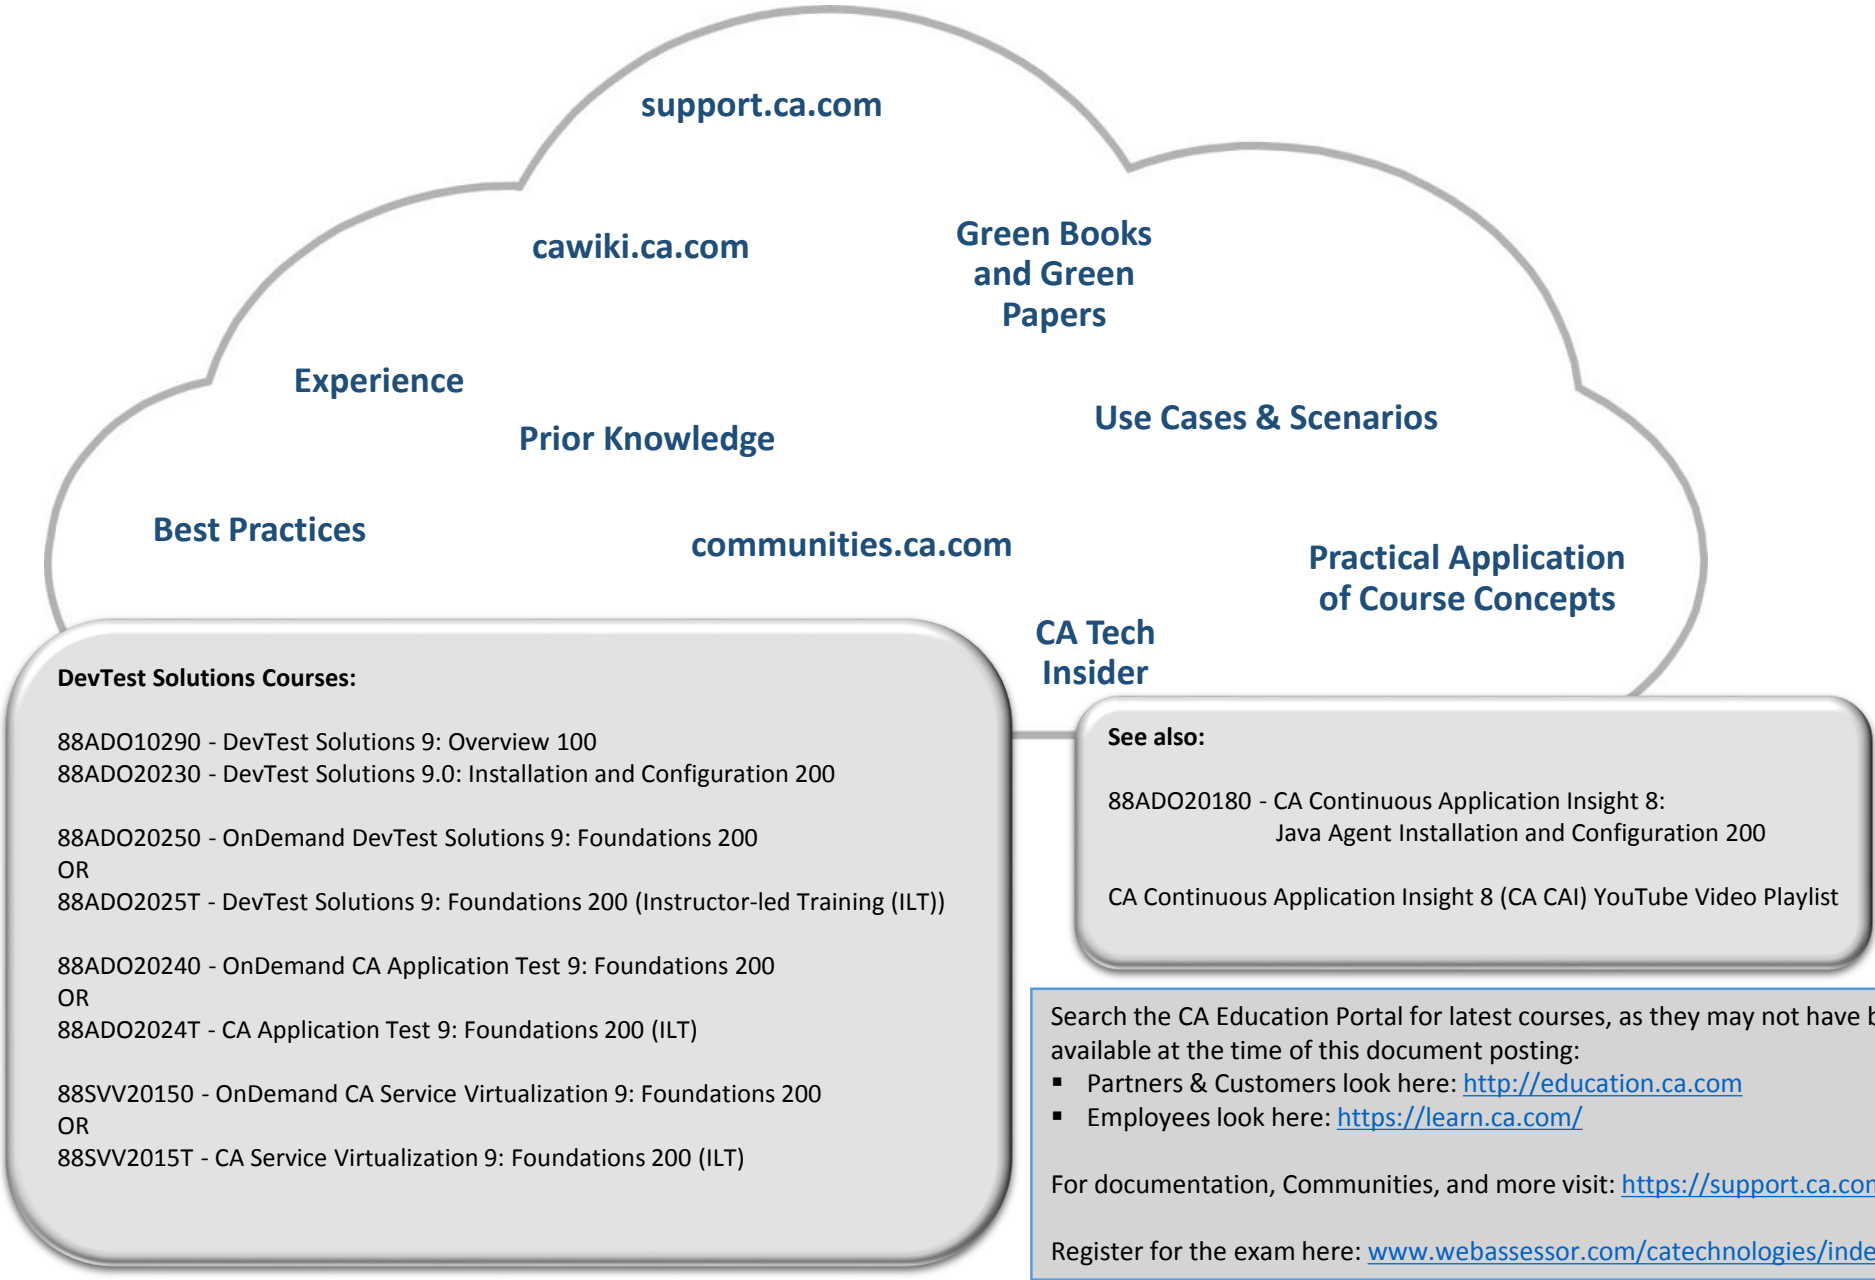 support.ca.com
cawiki.ca.com
Green Books
and Green
Papers
Experience
Prior Knowledge
Use Cases & Scenarios
Best Practices
communities.ca.com
Practical Application
of Course Concepts
CA Tech
Insider
DevTest Solutions Courses:
88ADO10290 - DevTest Solutions 9: Overview 100
88ADO20230 - DevTest Solutions 9.0: Installation and Configuration 200
88ADO20250 - OnDemand DevTest Solutions 9: Foundations 200
OR
88ADO2025T - DevTest Solutions 9: Foundations 200 (Instructor-led Training (ILT))
88ADO20240 - OnDemand CA Application Test 9: Foundations 200
OR
88ADO2024T - CA Application Test 9: Foundations 200 (ILT)
88SVV20150 - OnDemand CA Service Virtualization 9: Foundations 200
OR
88SVV2015T - CA Service Virtualization 9: Foundations 200 (ILT)
See also:
88ADO20180 - CA Continuous Application Insight 8:
Java Agent Installation and Configuration 200
CA Continuous Application Insight 8 (CA CAI) YouTube Video Playlist
Search the CA Education Portal for latest courses, as they may not have
available at the time of this document posting:
▪ Partners & Customers look here: http://education.ca.com
▪ Employees look here: https://learn.ca.com/
For documentation, Communities, and more visit: https://support.ca.co
Register for the exam here: www.webassessor.com/catechnologies/inde